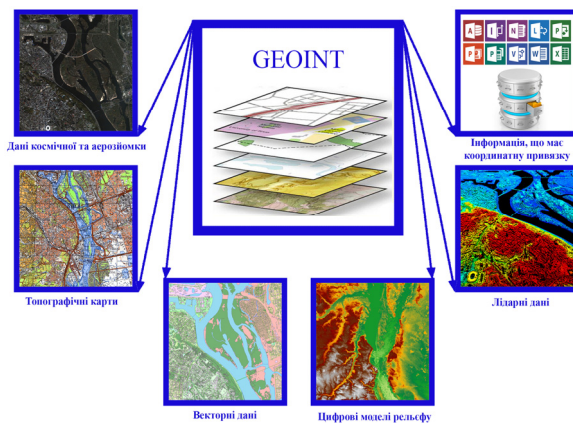 GEOINT
A I N L P
P P V W X
Дані космічної та аерозйомки
Інформація, що має
координатну привязку
Топографічні карти
Лідарні дані
Векторні дані
Цифрові моделі рельєфу